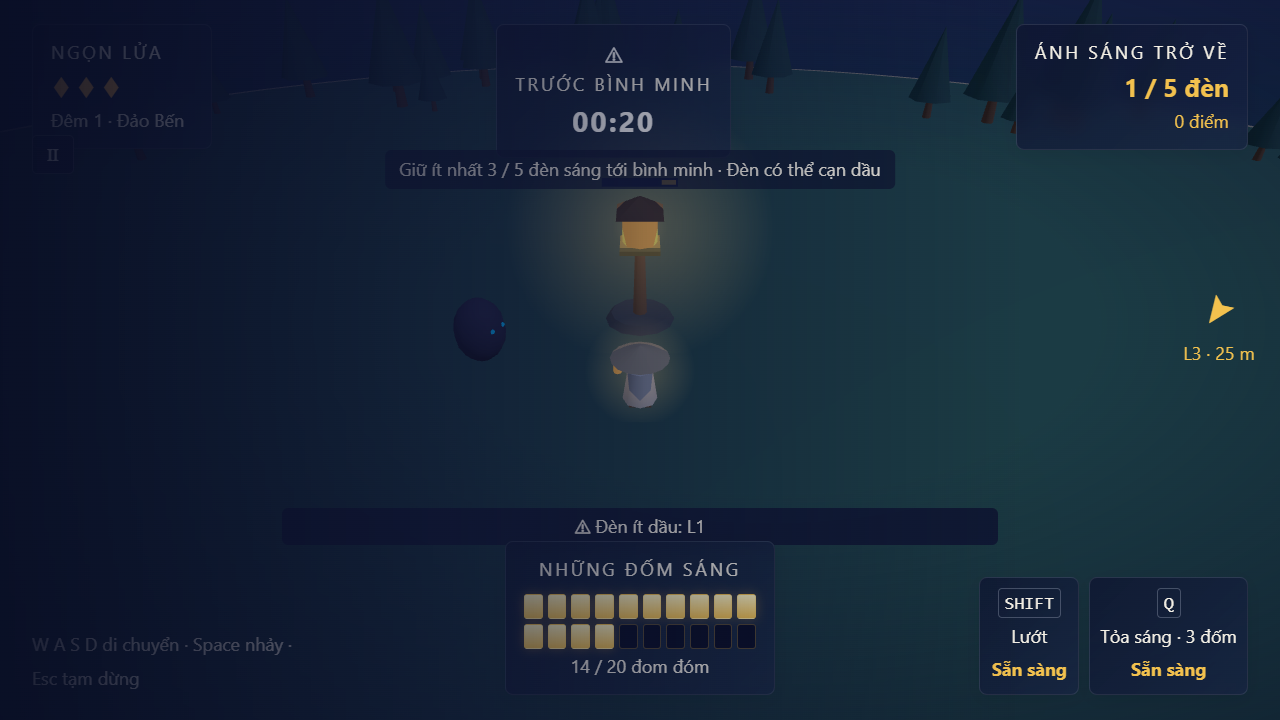 NGỌN LỬA
Đêm 1 · Đảo Bến
II
⚠
TRƯỚC BÌNH MINH
00:20
ÁNH SÁNG TRỞ VỀ
1 / 5 đèn
0 điểm
Giữ ít nhất 3 / 5 đèn sáng tới bình minh · Đèn có thể cạn dầu
L3 · 25 m
⚠ Đèn ít dầu: L1
NHỮNG ĐỐM SÁNG
14 / 20 đom đóm
W A S D di chuyển · Space nhảy ·
Esc tạm dừng
SHIFT
Lướt
Sẵn sàng
Q
Tỏa sáng · 3 đốm
Sẵn sàng